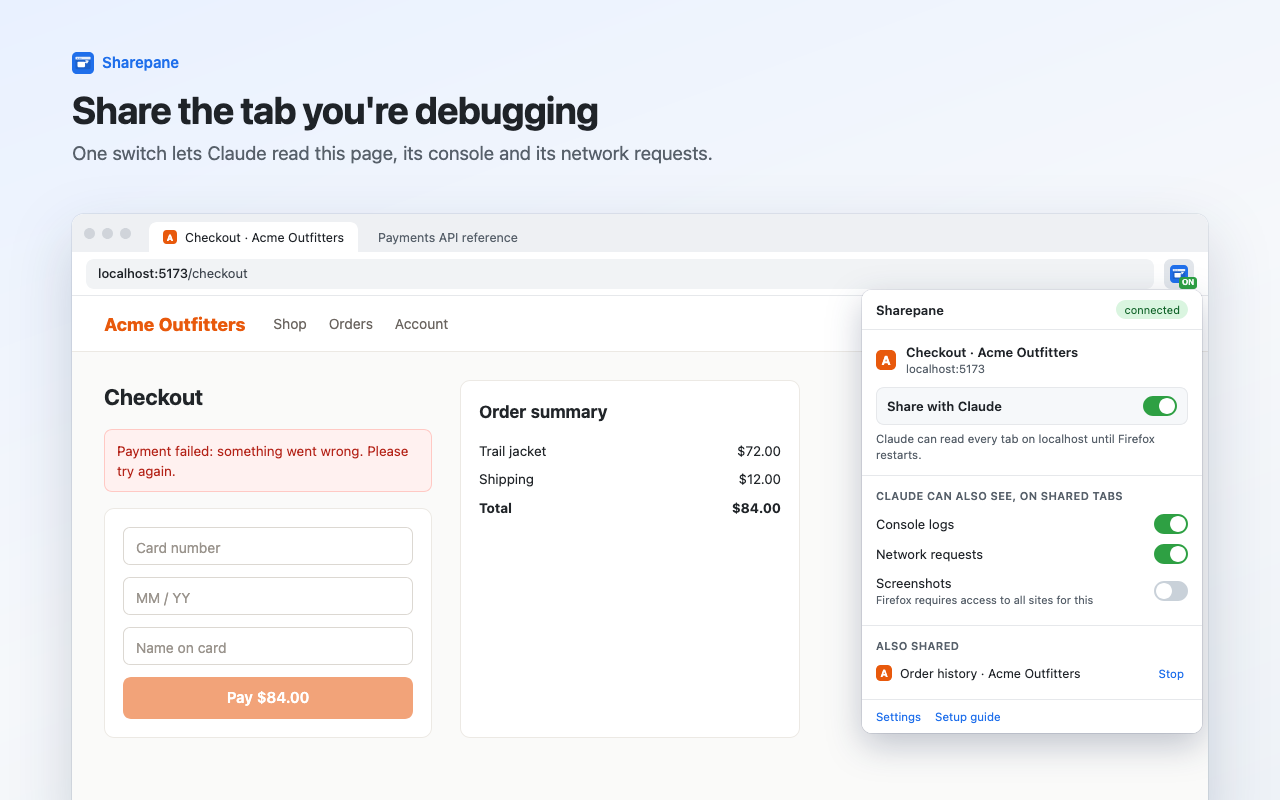 Sharepane
Share the tab you're debugging
One switch lets Claude read this page, its console and its network requests.
A Checkout · Acme Outfitters
Payments API reference
localhost:5173/checkout
ON
Acme Outfitters
Shop
Orders
Account
Checkout
Payment failed: something went wrong. Please
try again.
Card number
MM / YY
Name on card
Pay $84.00
Order summary
Trail jacket $72.00
Shipping $12.00
Total $84.00
Sharepane
connected
A Checkout · Acme Outfitters
localhost:5173
Share with Claude
Claude can read every tab on localhost until Firefox
restarts.
CLAUDE CAN ALSO SEE, ON SHARED TABS
Console logs
Network requests
Screenshots
Firefox requires access to all sites for this
ALSO SHARED
A Order history · Acme Outfitters
Stop
Settings
Setup guide